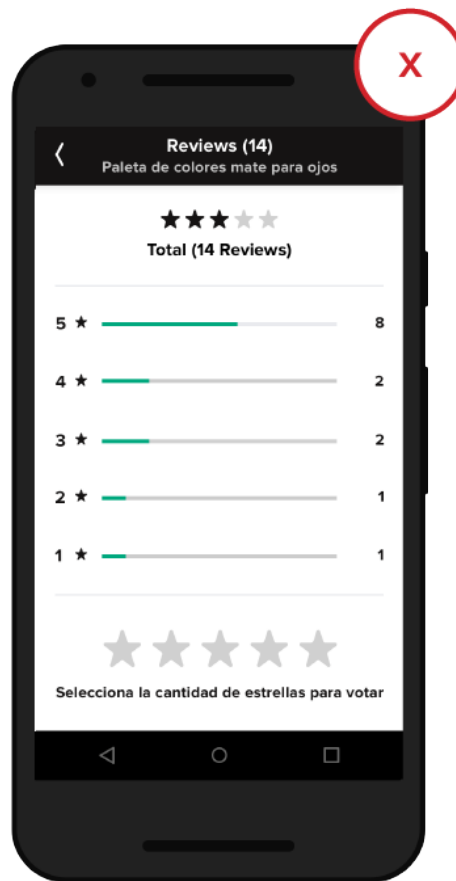 X
Reviews (14)
Paleta de colores mate para ojos
Total (14 Reviews)
5 ★ 8
4 ★ 2
3 ★ 2
2 ★ 1
1 ★ 1
Selecciona la cantidad de estrellas para votar